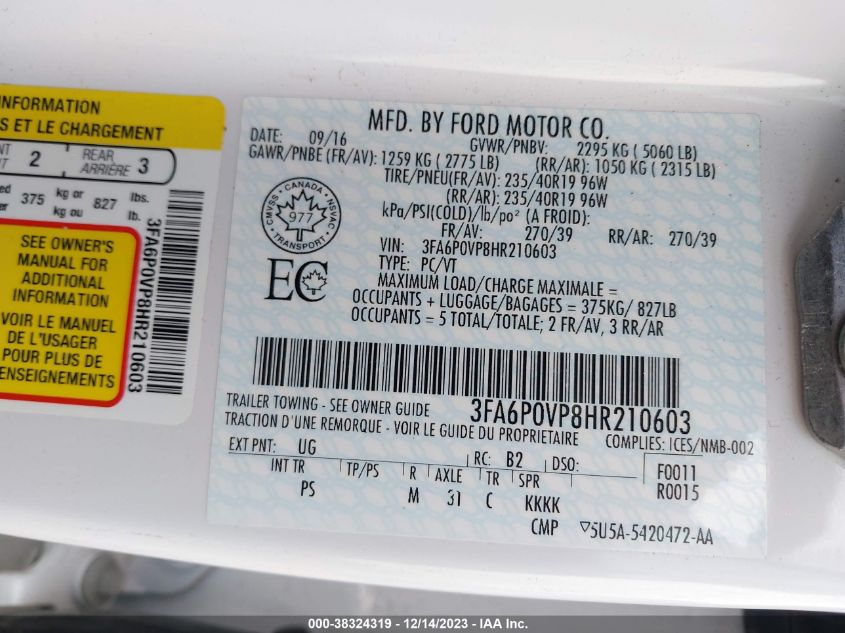 INFORMATION
S ET LE CHARGEMENT
NT
2
REAR
ARRIÈRE
3
375
kg or
kg ou
827
lbs.
lb.
3FA6P0VP8HR210603
SEE OWNER'S
MANUAL FOR
ADDITIONAL
INFORMATION
VOIR LE MANUEL
DE L'USAGER
POUR PLUS DE
ENSEIGNEMENTS
MFD. BY FORD MOTOR CO.
DATE: 09/16 GVWR/PNBV: 2295 KG ( 5060 LB)
GAWR/PNBE (FR/AV): 1259 KG ( 2775 LB) (RR/AR): 1050 KG ( 2315 LB)
TIRE/PNEU(FR/AV): 235/40R19 96W
(RR/AR): 235/40R19 96W
kPa/PSI(COLD)/lb/po² (A FROID):
FR/AV: 270/39 RR/AR: 270/39
VIN: 3FA6P0VP8HR210603
TYPE: PC/VT
MAXIMUM LOAD/CHARGE MAXIMALE =
OCCUPANTS + LUGGAGE/BAGAGES = 375KG/ 827LB
OCCUPANTS = 5 TOTAL/TOTALE; 2 FR/AV, 3 RR/AR
CANADA
CMVSS
NSVAC
977
TRANSPORT
EC
3FA6P0VP8HR210603
TRAILER TOWING - SEE OWNER GUIDE
TRACTION D'UNE REMORQUE - VOIR LE GUIDE DU PROPRIETAIRE
COMPLIES: ICES/NMB-002
EXT PNT: UG RC: B2 DSO: F0011
INT TR TP/PS R AXLE TR SPR R0015
PS M 31 C KKKK
CMP ▽5U5A-5420472-AA
000-38324319 - 12/14/2023 - IAA Inc.